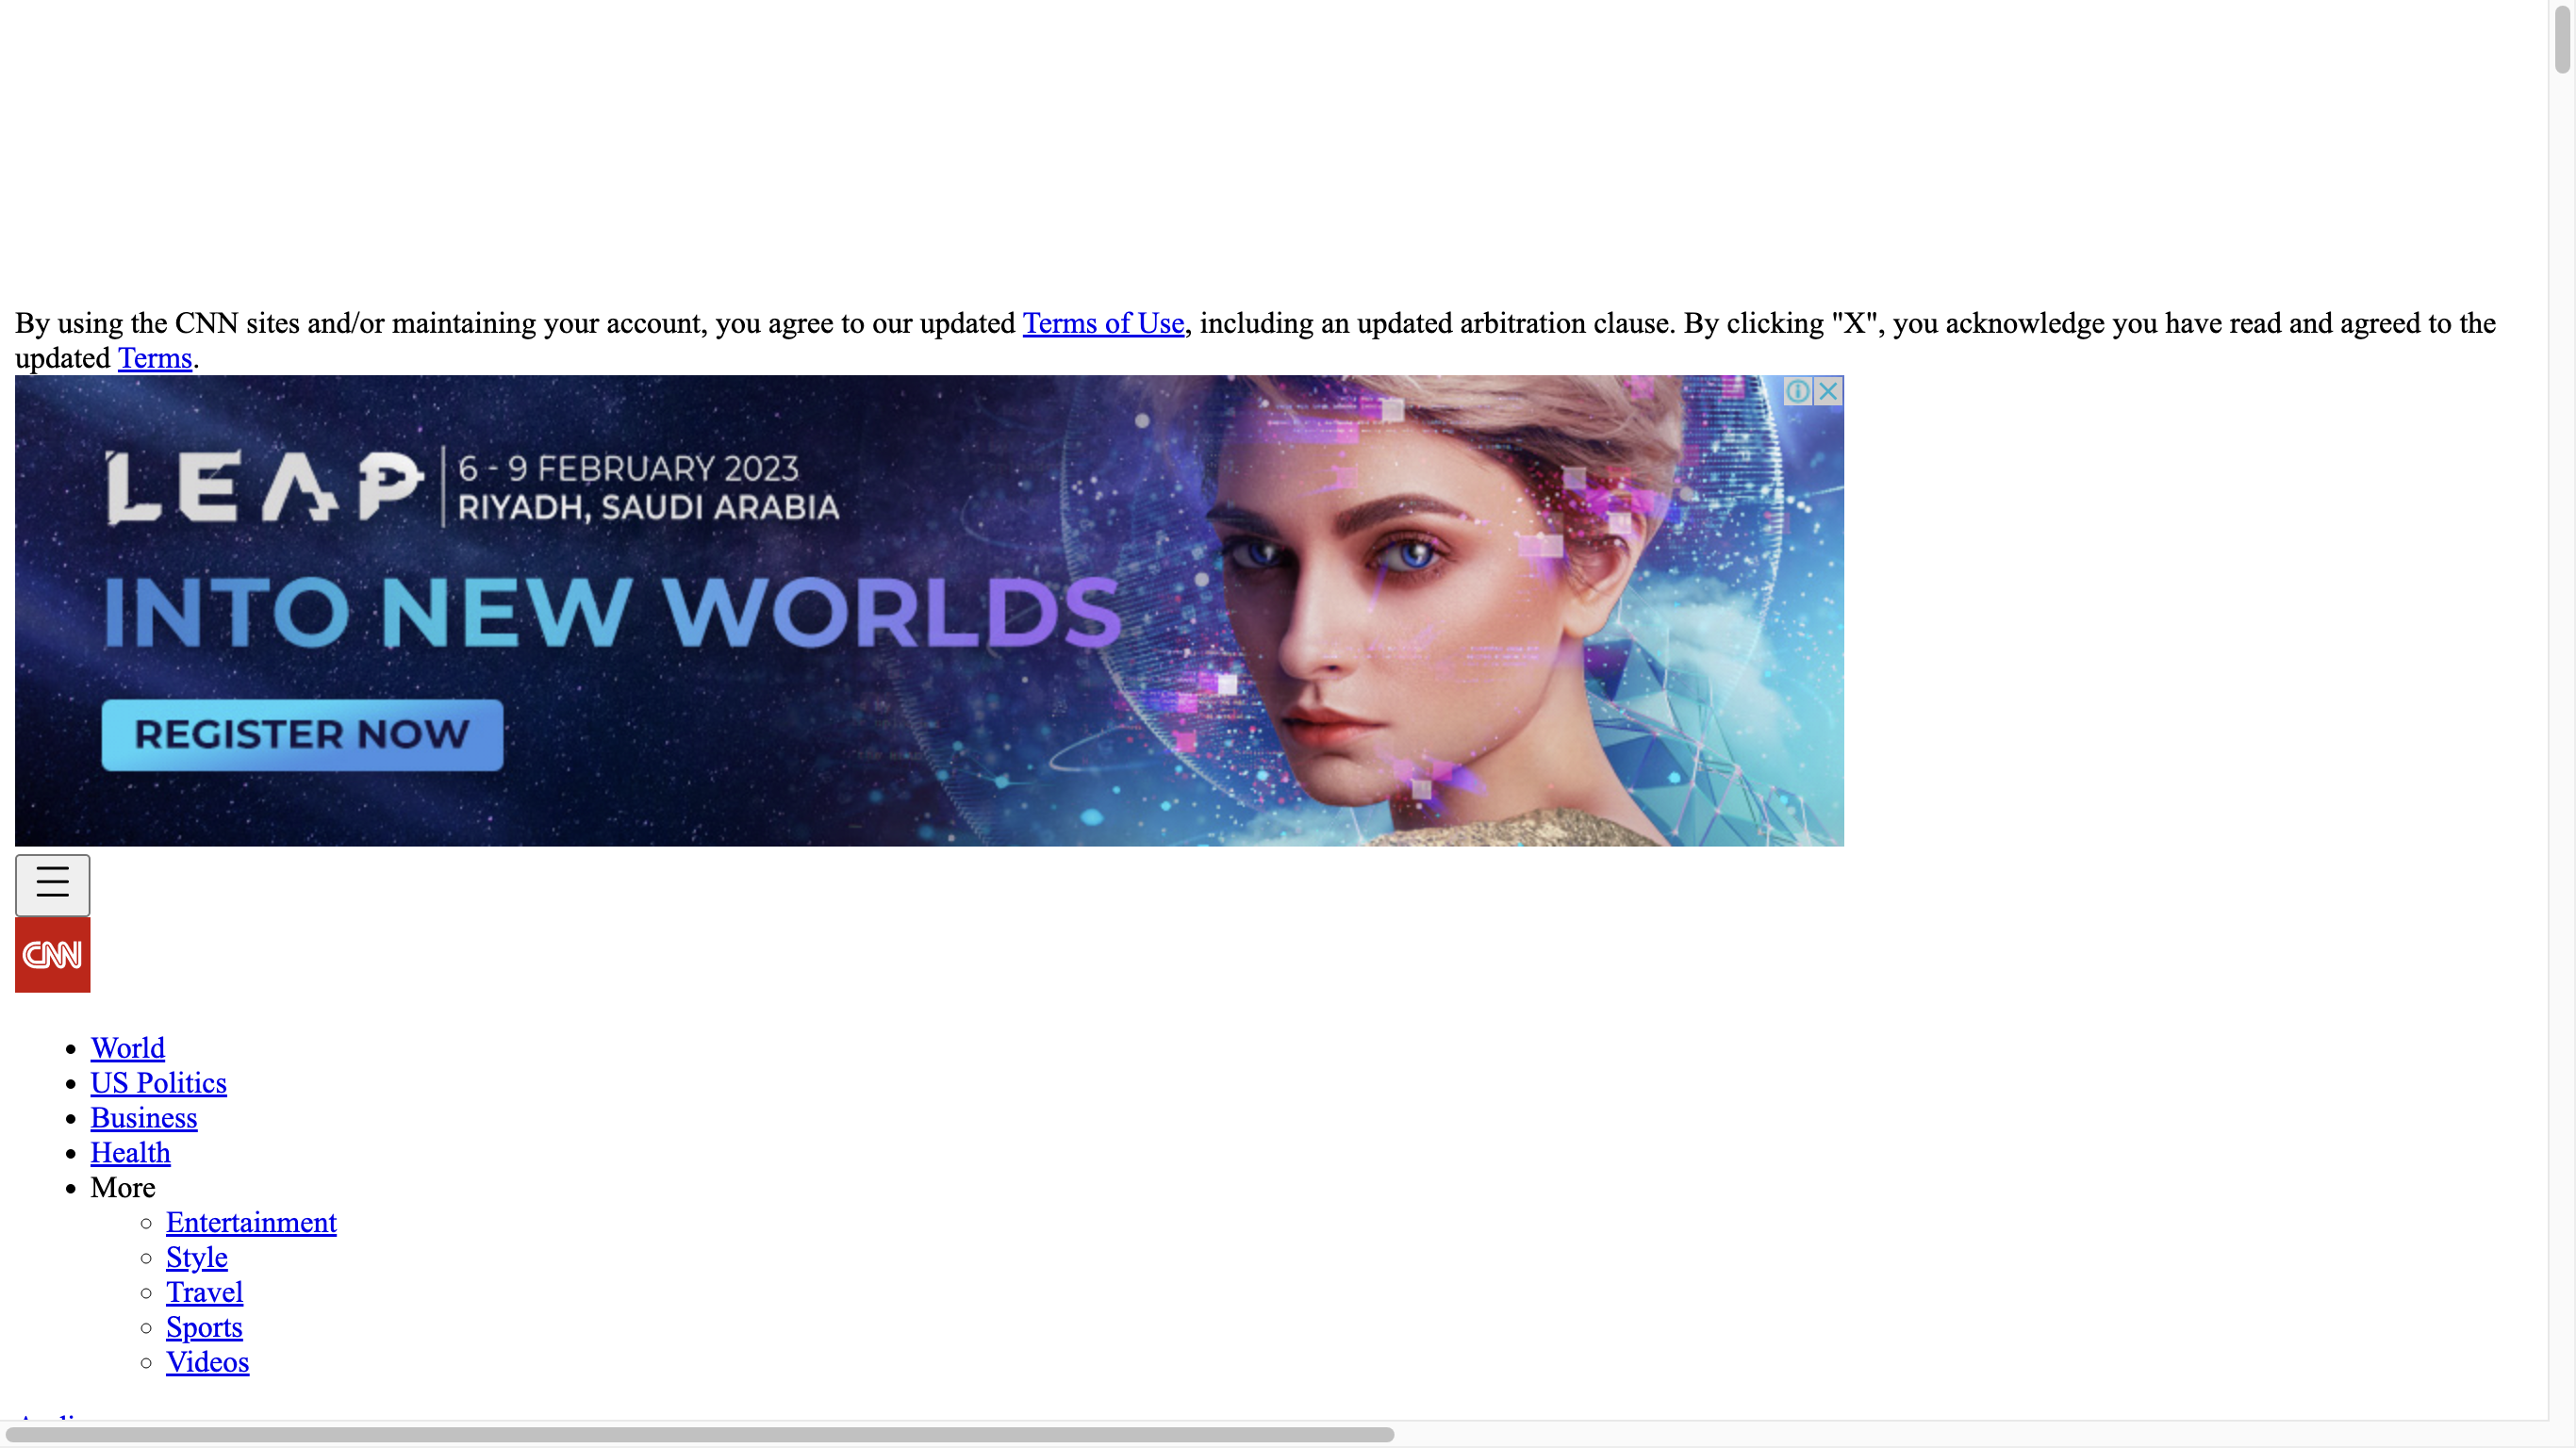 By using the CNN sites and/or maintaining your account, you agree to our updated Terms of Use, including an updated arbitration clause. By clicking "X", you acknowledge you have read and agreed to the
updated Terms.
LEAP
6 - 9 FEBRUARY 2023
RIYADH, SAUDI ARABIA
INTO NEW WORLDS
REGISTER NOW
CNN
World
US Politics
Business
Health
More
Entertainment
Style
Travel
Sports
Videos